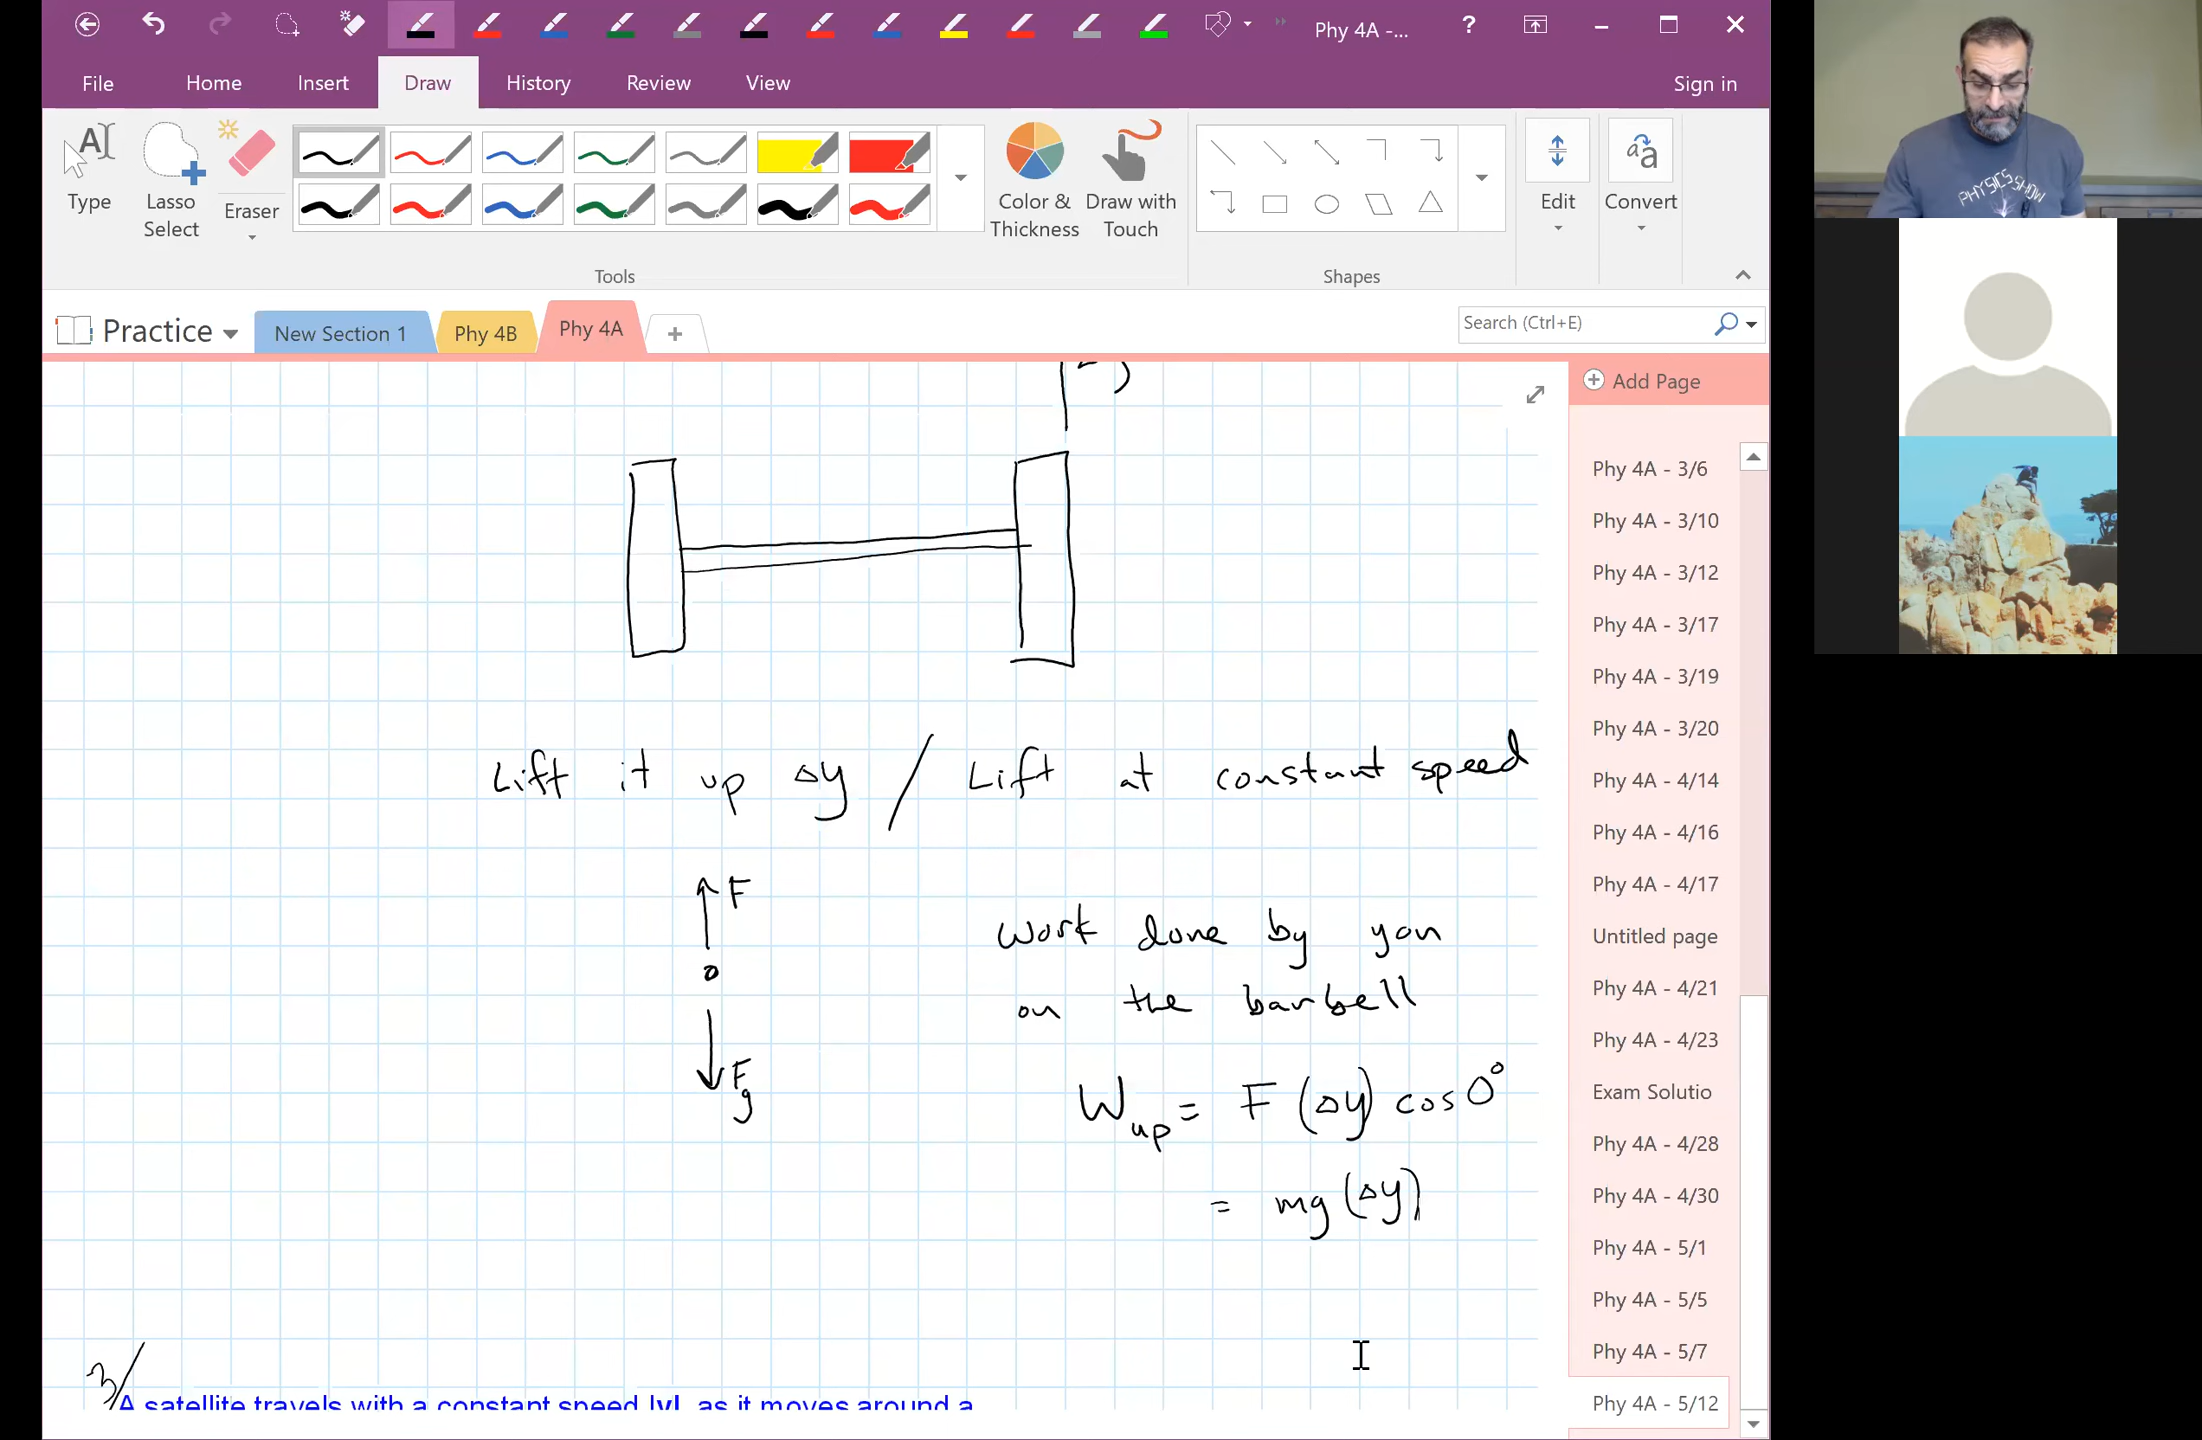 Phy 4A -...
?
File Home Insert Draw History Review View Sign in
Type
Lasso Select
Eraser
Color & Thickness
Draw with Touch
Edit
Convert
Tools
Shapes
Practice
New Section 1
Phy 4B
Phy 4A
Search (Ctrl+E)
Add Page
Phy 4A - 3/6
Phy 4A - 3/10
Phy 4A - 3/12
Phy 4A - 3/17
Phy 4A - 3/19
Phy 4A - 3/20
Phy 4A - 4/14
Phy 4A - 4/16
Phy 4A - 4/17
Untitled page
Phy 4A - 4/21
Phy 4A - 4/23
Exam Solutio
Phy 4A - 4/28
Phy 4A - 4/30
Phy 4A - 5/1
Phy 4A - 5/5
Phy 4A - 5/7
Phy 4A - 5/12
Lift it up Δy / Lift at constant speed
F
Fg
Work done by you
on the barbell
Wup = F (Δy) cos 0°
= mg (Δy)
3/
A satellite travels with a constant speed |v| as it moves around a
PHYSICS SHOW